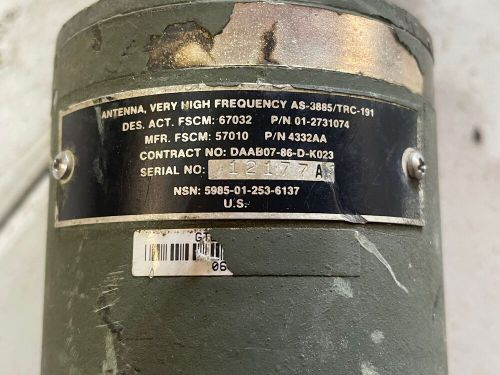 ANTENNA, VERY HIGH FREQUENCY AS-3885/TRC-191
DES. ACT. FSCM: 67032 P/N 01-2731074
MFR. FSCM: 57010 P/N 4332AA
CONTRACT NO: DAAB07-86-D-K023
SERIAL NO: 12177A
NSN: 5985-01-253-6137
U.S.
06